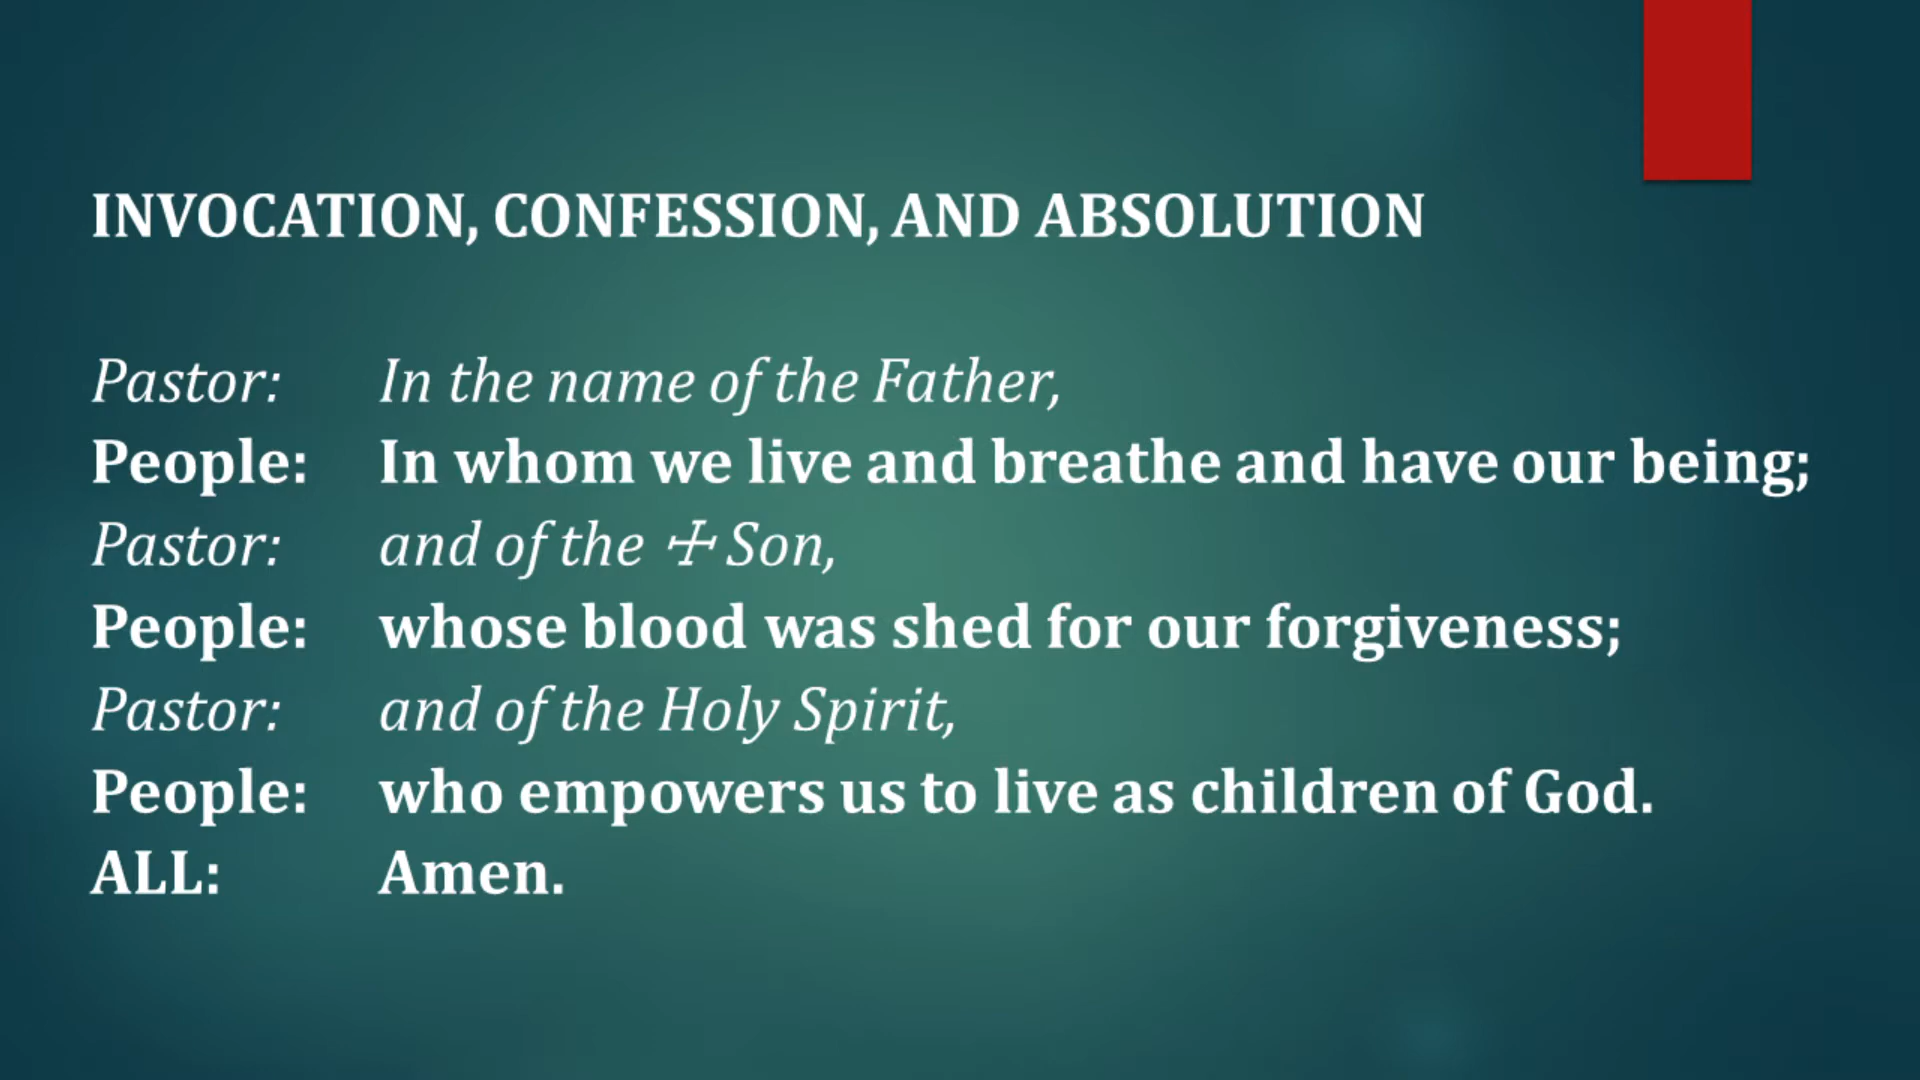 INVOCATION, CONFESSION, AND ABSOLUTION
Pastor: In the name of the Father,
People: In whom we live and breathe and have our being;
Pastor: and of the ☩ Son,
People: whose blood was shed for our forgiveness;
Pastor: and of the Holy Spirit,
People: who empowers us to live as children of God.
ALL: Amen.